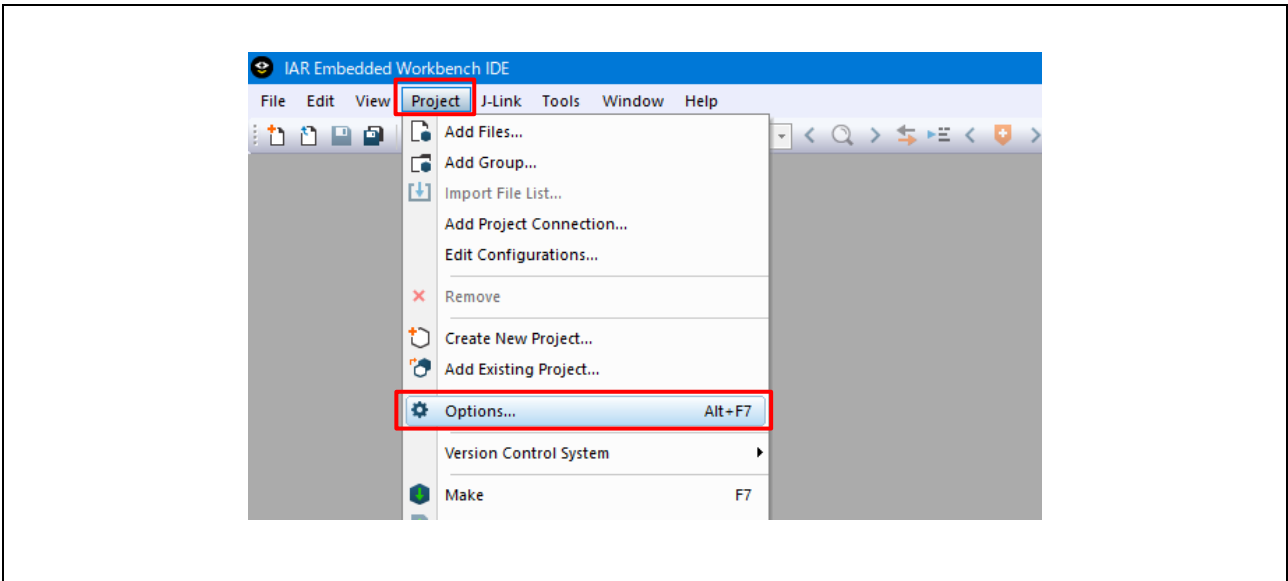 IAR Embedded Workbench IDE
File Edit View Project J-Link Tools Window Help
Add Files...
Add Group...
Import File List...
Add Project Connection...
Edit Configurations...
Remove
Create New Project...
Add Existing Project...
Options... Alt+F7
Version Control System
Make F7